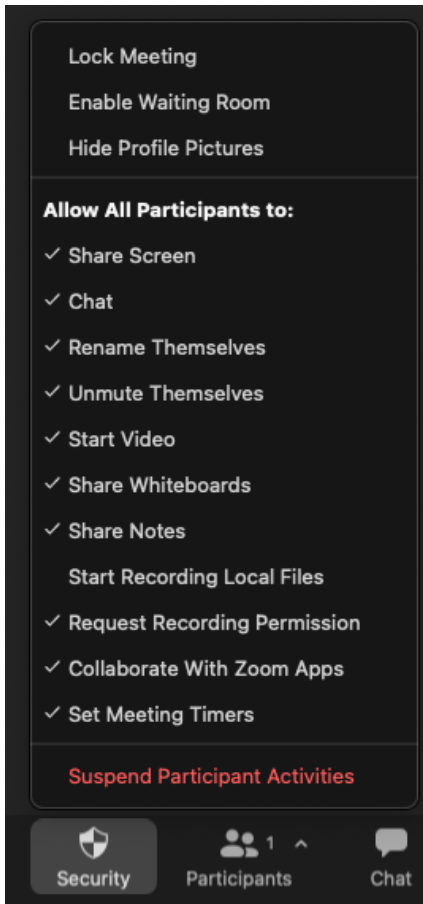 Lock Meeting
Enable Waiting Room
Hide Profile Pictures
Allow All Participants to:
✓ Share Screen
✓ Chat
✓ Rename Themselves
✓ Unmute Themselves
✓ Start Video
✓ Share Whiteboards
✓ Share Notes
Start Recording Local Files
✓ Request Recording Permission
✓ Collaborate With Zoom Apps
✓ Set Meeting Timers
Suspend Participant Activities
1
Security Participants Chat